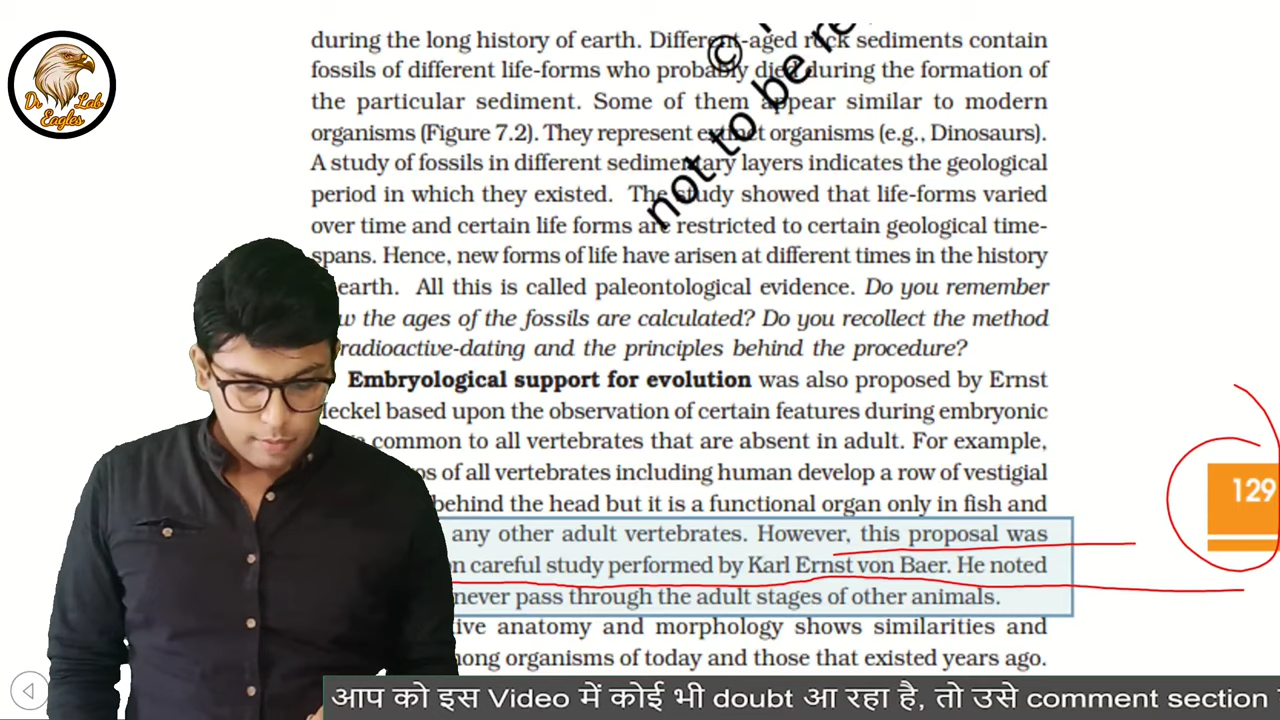 Dr Lab
Eagles
during the long history of earth. Different-aged rock sediments contain
fossils of different life-forms who probably died during the formation of
the particular sediment. Some of them appear similar to modern
organisms (Figure 7.2). They represent extinct organisms (e.g., Dinosaurs).
A study of fossils in different sedimentary layers indicates the geological
period in which they existed. The study showed that life-forms varied
over time and certain life forms are restricted to certain geological time-
spans. Hence, new forms of life have arisen at different times in the history
earth. All this is called paleontological evidence. Do you remember
the ages of the fossils are calculated? Do you recollect the method
radioactive-dating and the principles behind the procedure?
Embryological support for evolution was also proposed by Ernst
Heckel based upon the observation of certain features during embryonic
common to all vertebrates that are absent in adult. For example,
of all vertebrates including human develop a row of vestigial
behind the head but it is a functional organ only in fish and
any other adult vertebrates. However, this proposal was
careful study performed by Karl Ernst von Baer. He noted
never pass through the adult stages of other animals.
anatomy and morphology shows similarities and
organisms of today and those that existed years ago.
©
not to be re
129
आप को इस Video में कोई भी doubt आ रहा है, तो उसे comment section